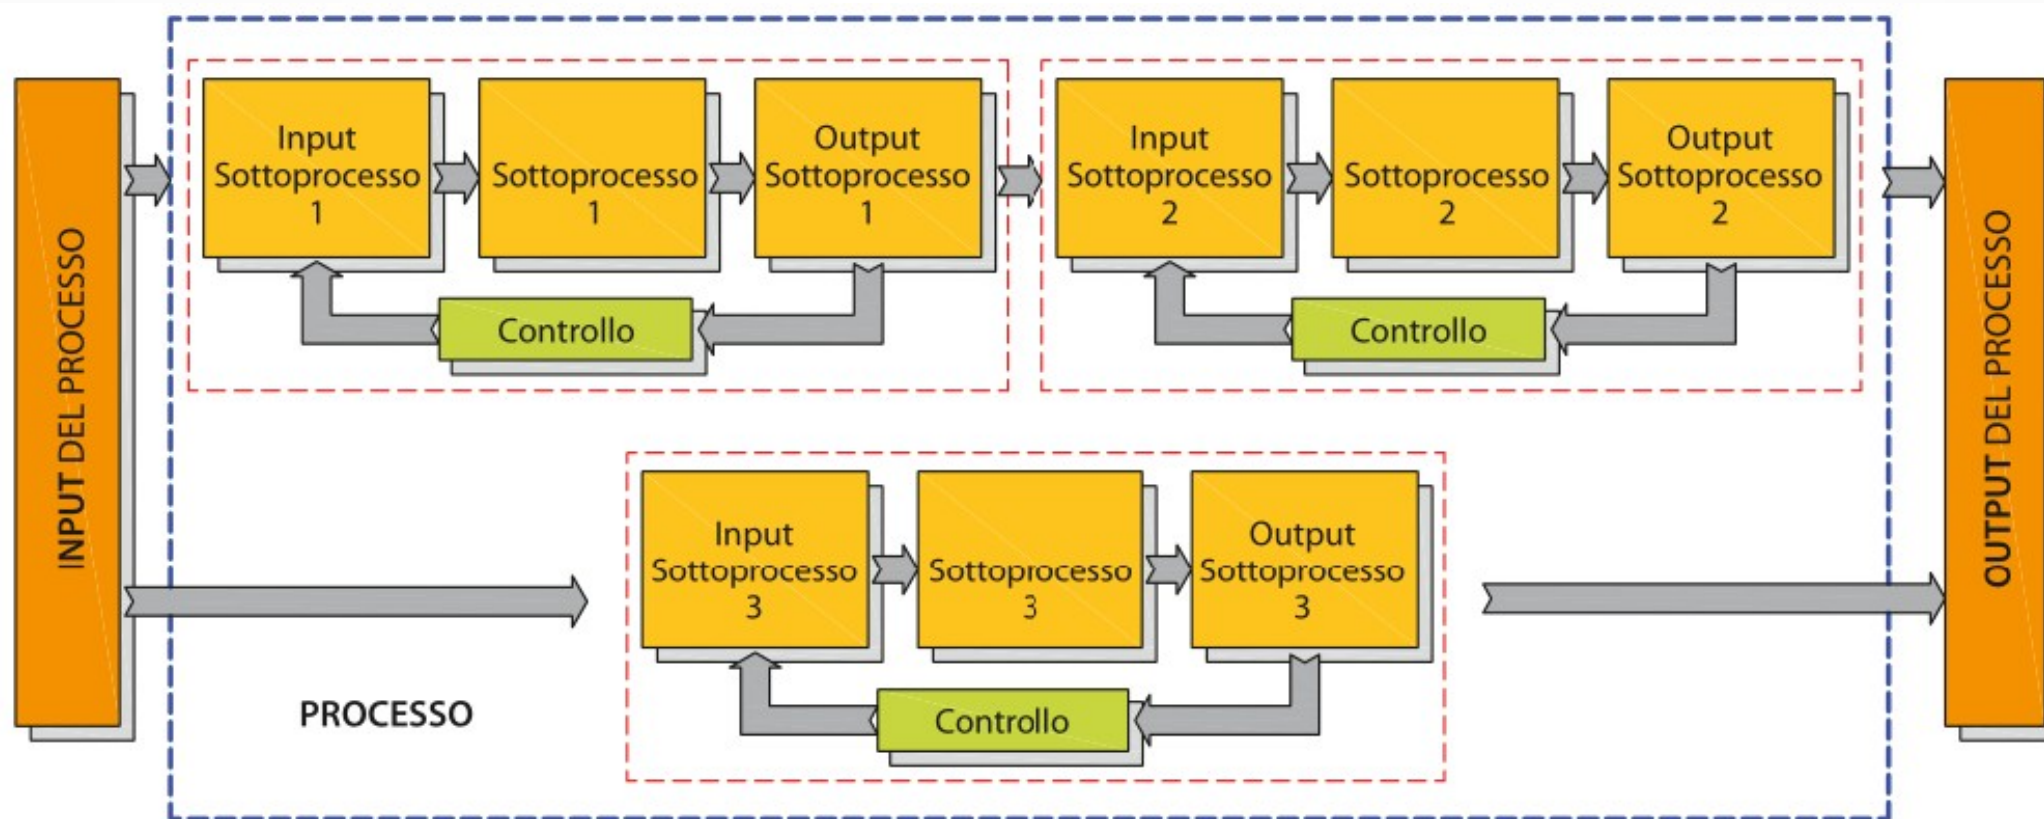 INPUT DEL PROCESSO
Input
Sottoprocesso
1
Sottoprocesso
1
Output
Sottoprocesso
1
Controllo
Input
Sottoprocesso
2
Sottoprocesso
2
Output
Sottoprocesso
2
Controllo
Input
Sottoprocesso
3
Sottoprocesso
3
Output
Sottoprocesso
3
Controllo
PROCESSO
OUTPUT DEL PROCESSO